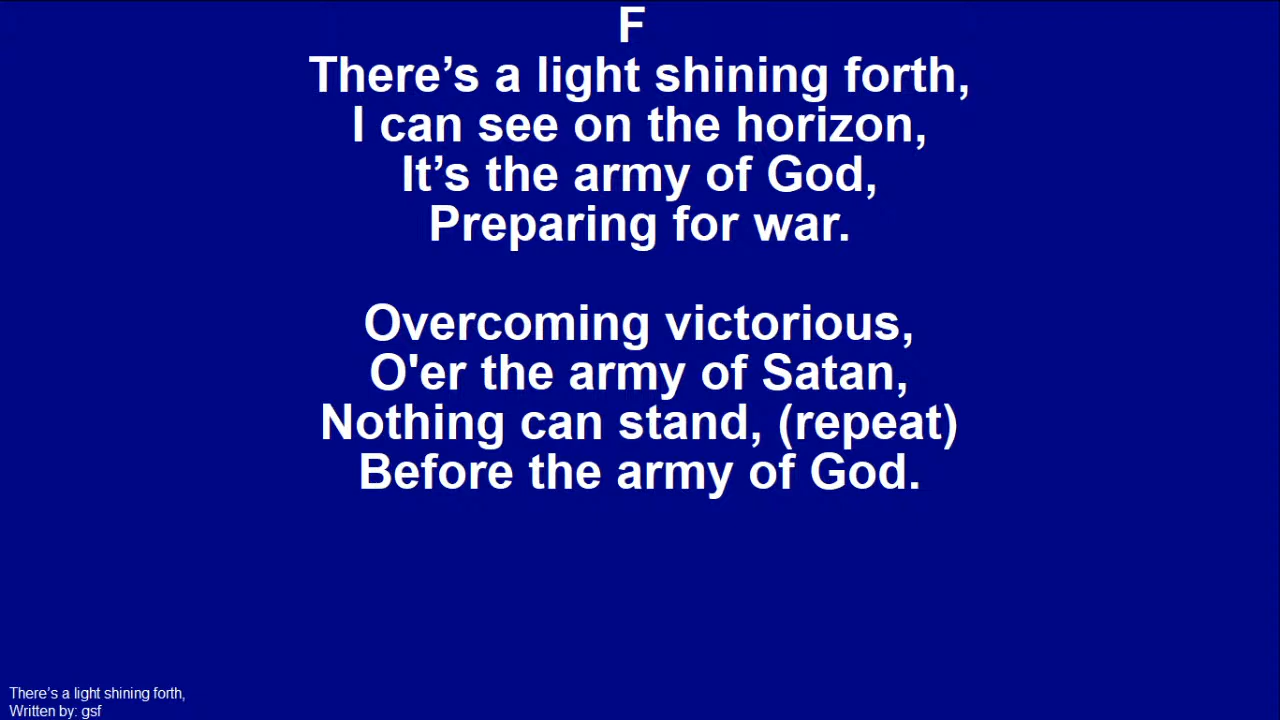 F
There’s a light shining forth,
I can see on the horizon,
It’s the army of God,
Preparing for war.
Overcoming victorious,
O'er the army of Satan,
Nothing can stand, (repeat)
Before the army of God.
There’s a light shining forth,
Written by: gsf